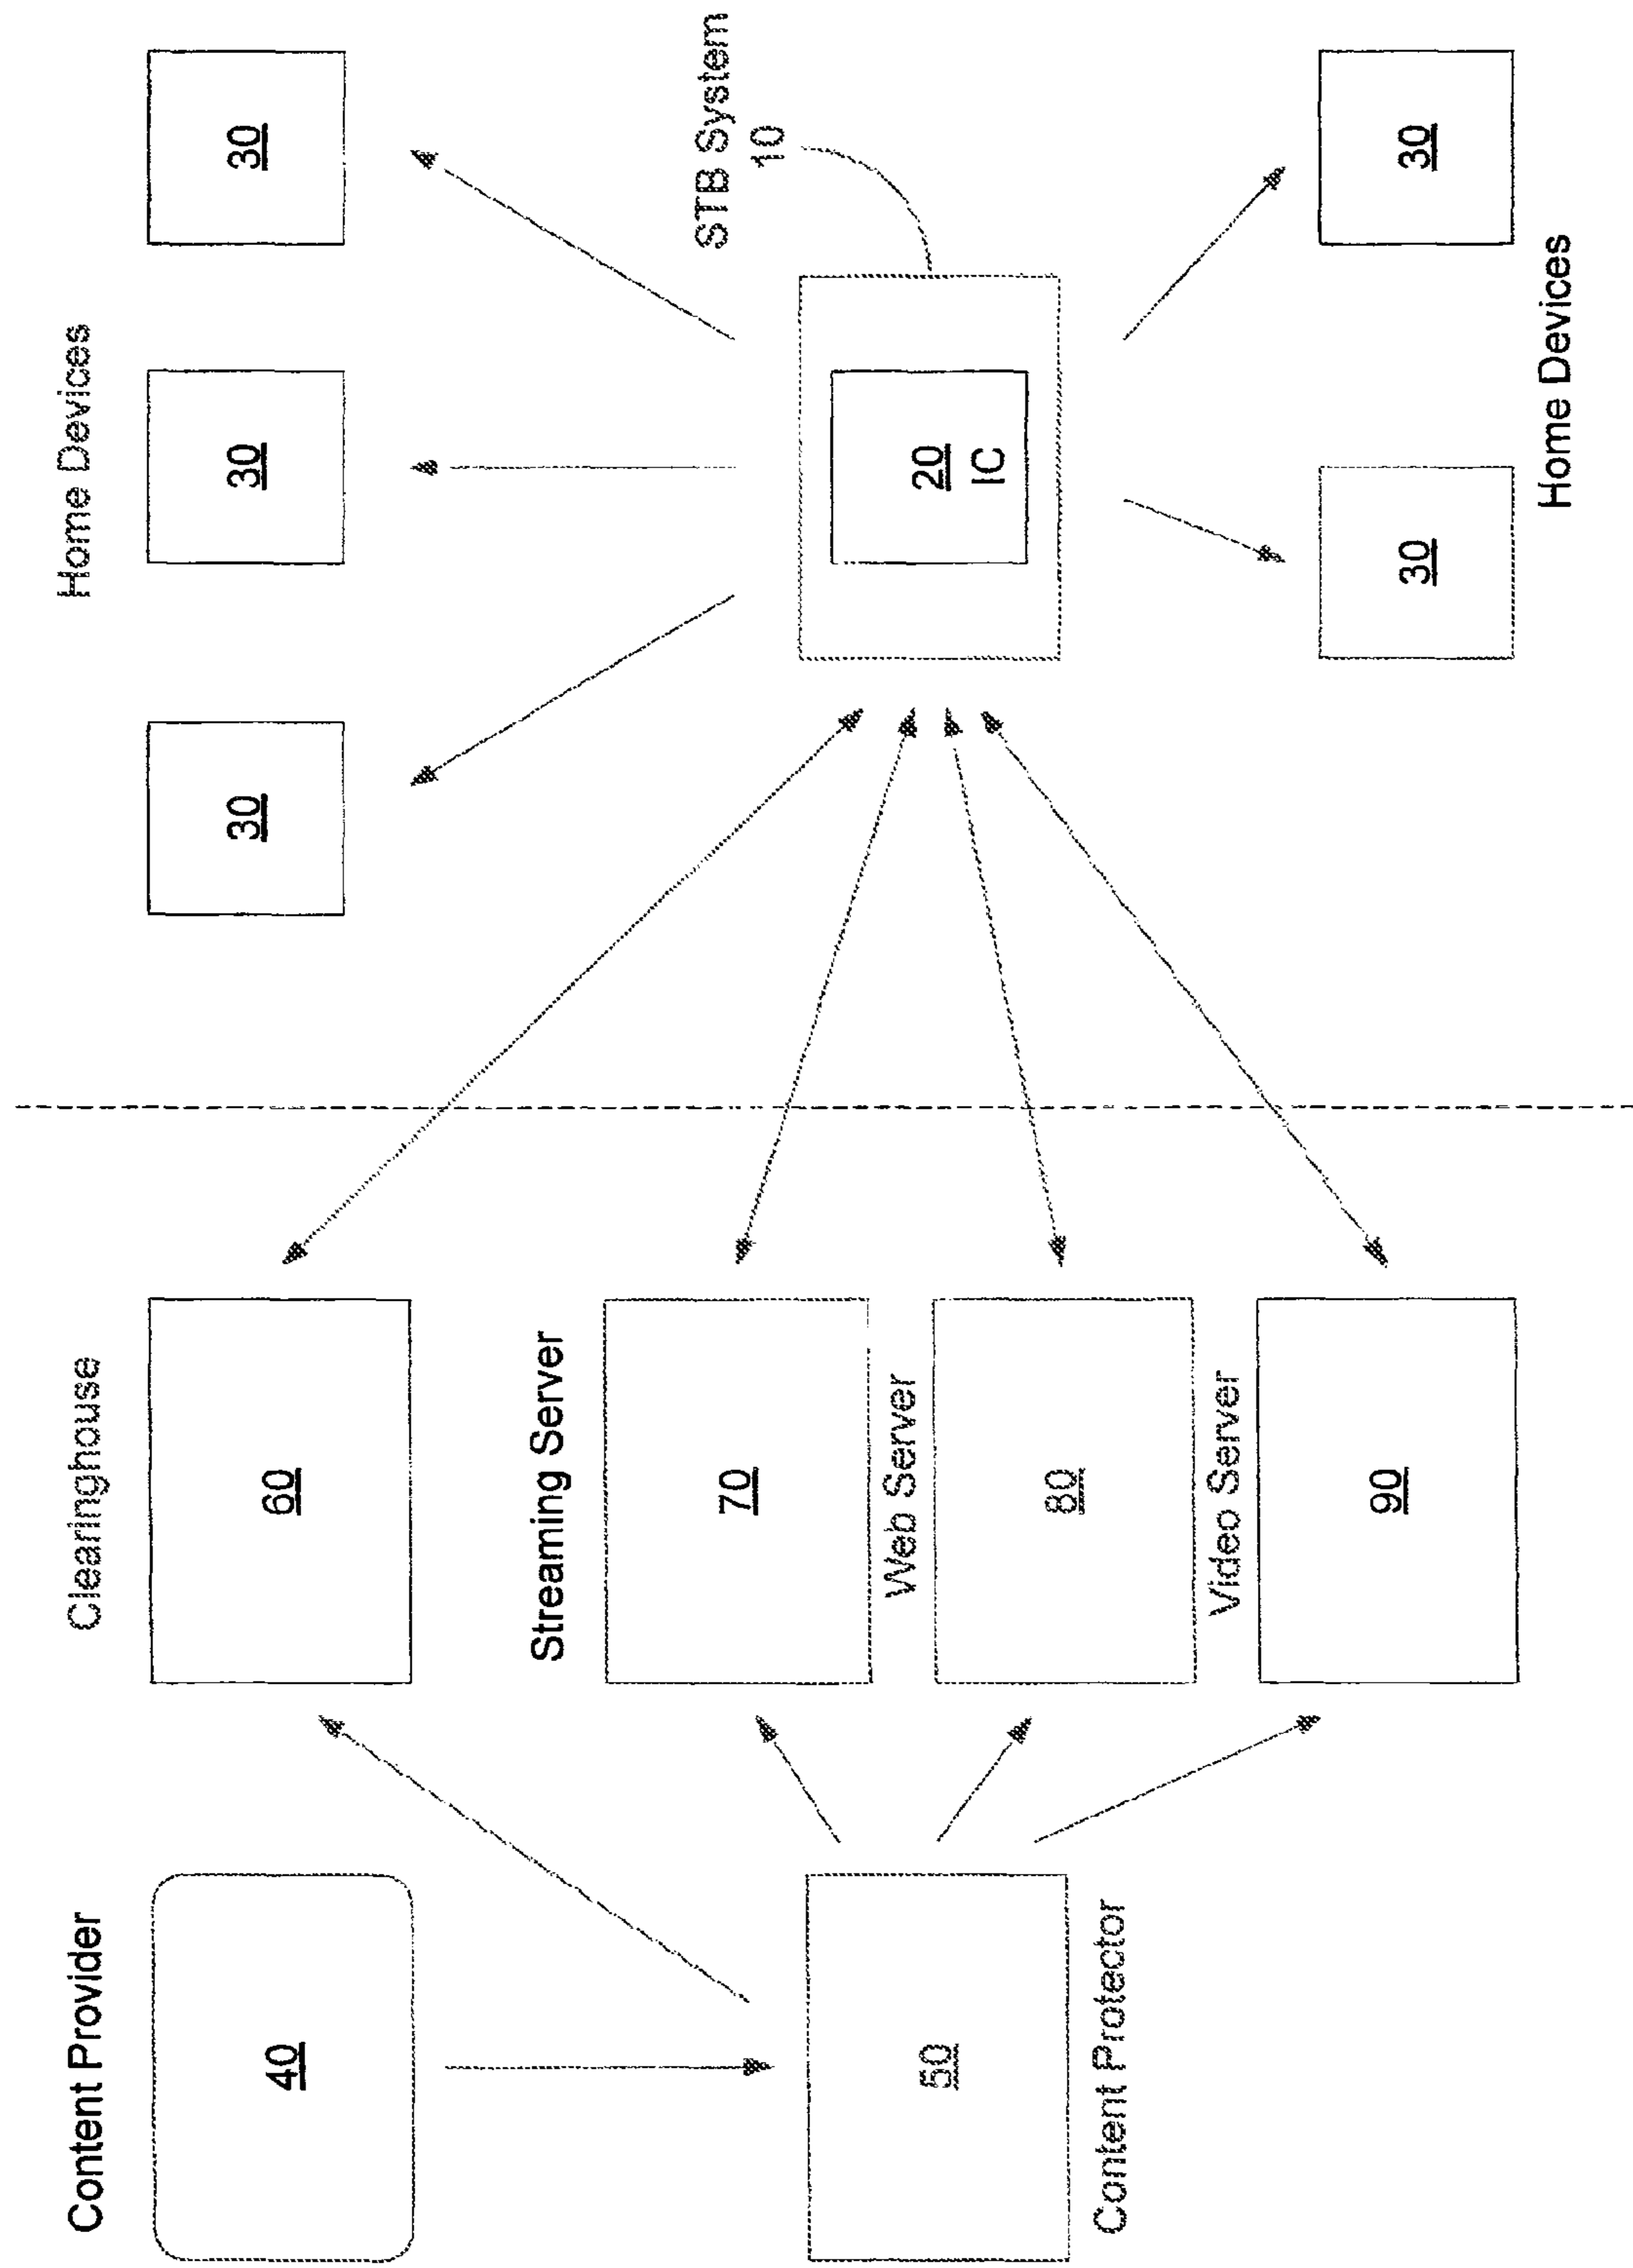 Content Provider
40
50
Content Protector
Clearinghouse
60
Streaming Server
70
Web Server
80
Video Server
90
Home Devices
30
30
30
STB System
10
20
IC
30
30
Home Devices